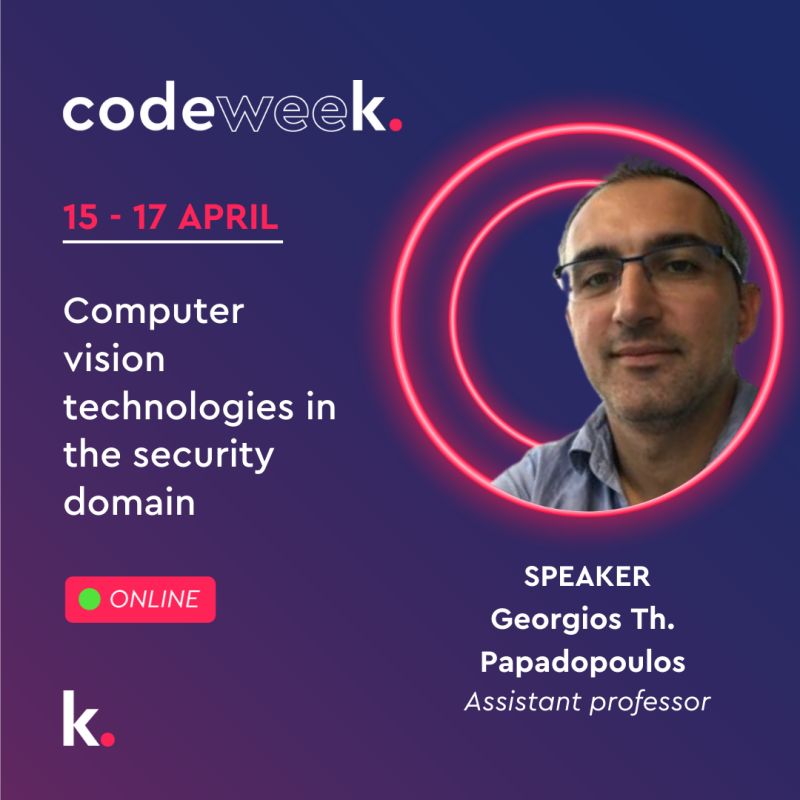 codeweek.
15 - 17 APRIL
Computer
vision
technologies in
the security
domain
ONLINE
k.
SPEAKER
Georgios Th.
Papadopoulos
Assistant professor